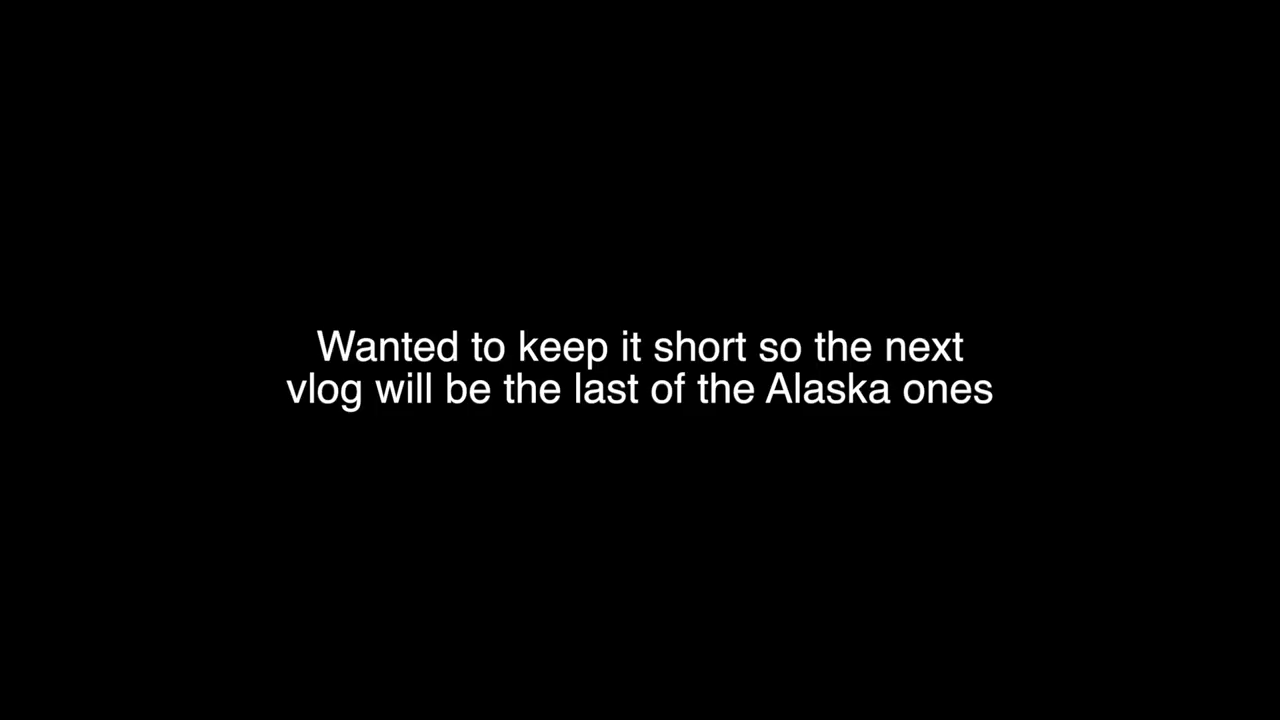 Wanted to keep it short so the next
vlog will be the last of the Alaska ones